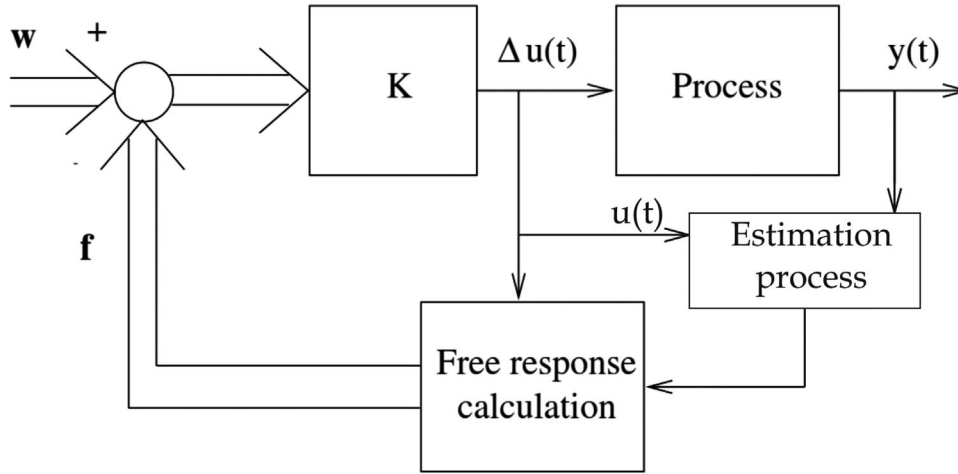 w
+
K
Δ u(t)
Process
y(t)
-
f
u(t)
Estimation
process
Free response
calculation